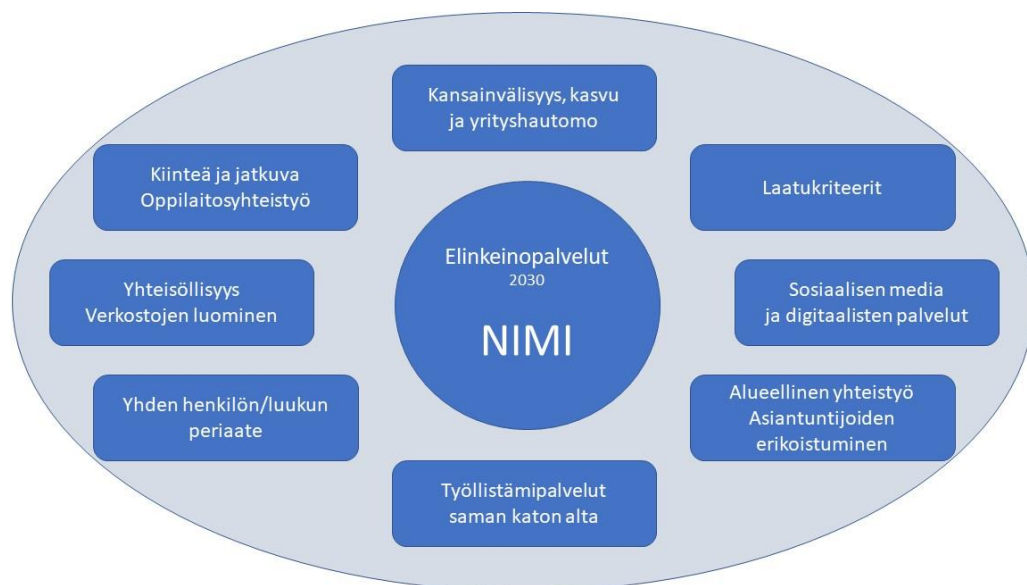 Kansainvälisyys, kasvu
ja yrityshautomo
Kiinteä ja jatkuva
Oppilaitosyhteistyö
Laatukriteerit
Elinkeinopalvelut
2030
NIMI
Yhteisöllisyys
Verkostojen luominen
Sosiaalisen media
ja digitaalisten palvelut
Yhden henkilön/luukun
periaate
Alueellinen yhteistyö
Asiantuntijoiden
erikoistuminen
Työllistämipalvelut
saman katon alta